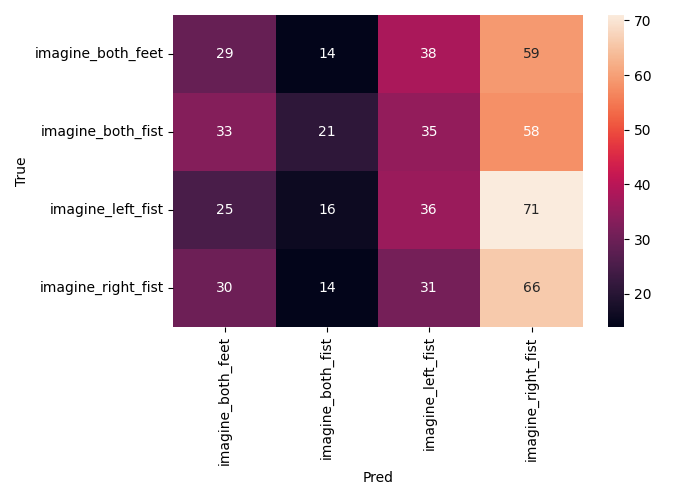 imagine_both_feet 29 14 38 59
imagine_both_fist 33 21 35 58
imagine_left_fist 25 16 36 71
imagine_right_fist 30 14 31 66
True
imagine_both_feet
imagine_both_fist
imagine_left_fist
imagine_right_fist
Pred
70
60
50
40
30
20